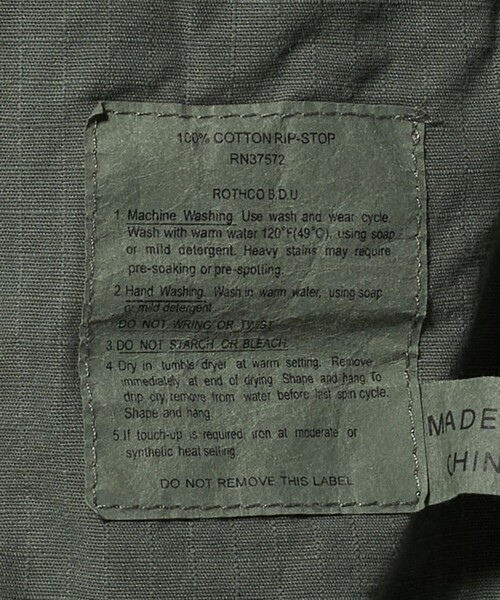 100% COTTON RIP-STOP
RN37572
ROTHCO B.D.U.
1. Machine Washing. Use wash and wear cycle.
Wash with warm water 120°F(49°C), using soap
or mild detergent. Heavy stains may require
pre-soaking or pre-spotting.
2. Hand Washing. Wash in warm water, using soap
or mild detergent.
DO NOT WRING OR TWIST
3. DO NOT STARCH OR BLEACH.
4. Dry in tumble dryer at warm setting. Remove
immediately at end of drying. Shape and hang. To
drip dry, remove from water before last spin cycle.
Shape and hang.
5. If touch-up is required, iron at moderate or
synthetic heat setting.
DO NOT REMOVE THIS LABEL
MADE
CHIN